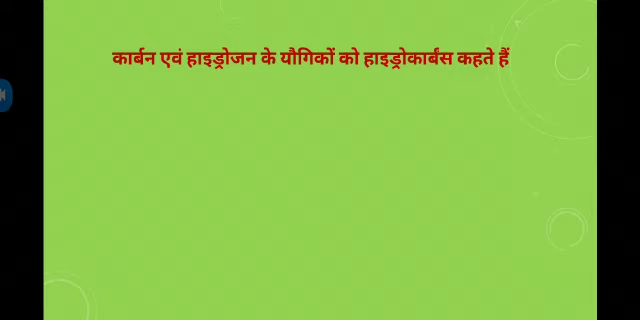 कार्बन एवं हाइड्रोजन के यौगिकों को हाइड्रोकार्बंस कहते हैं